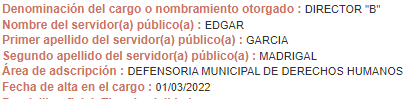 Denominación del cargo o nombramiento otorgado : DIRECTOR "B"
Nombre del servidor(a) público(a) : EDGAR
Primer apellido del servidor(a) público(a) : GARCIA
Segundo apellido del servidor(a) público(a) : MADRIGAL
Área de adscripción : DEFENSORIA MUNICIPAL DE DERECHOS HUMANOS
Fecha de alta en el cargo : 01/03/2022